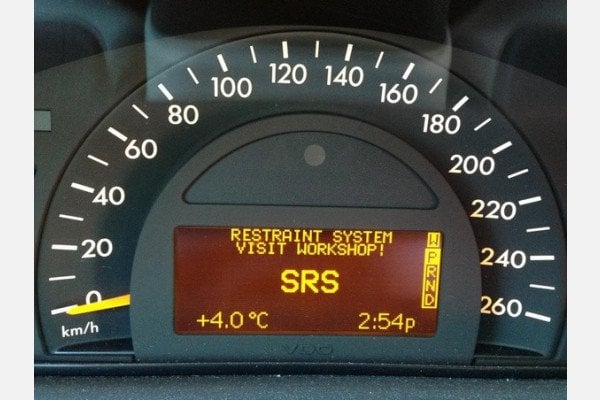 0
20
40
60
80
100
120
140
160
180
200
220
240
260
km/h
RESTRAINT SYSTEM
VISIT WORKSHOP!
SRS
+4.0 °C
2:54p
W
P
R
N
D
VDO